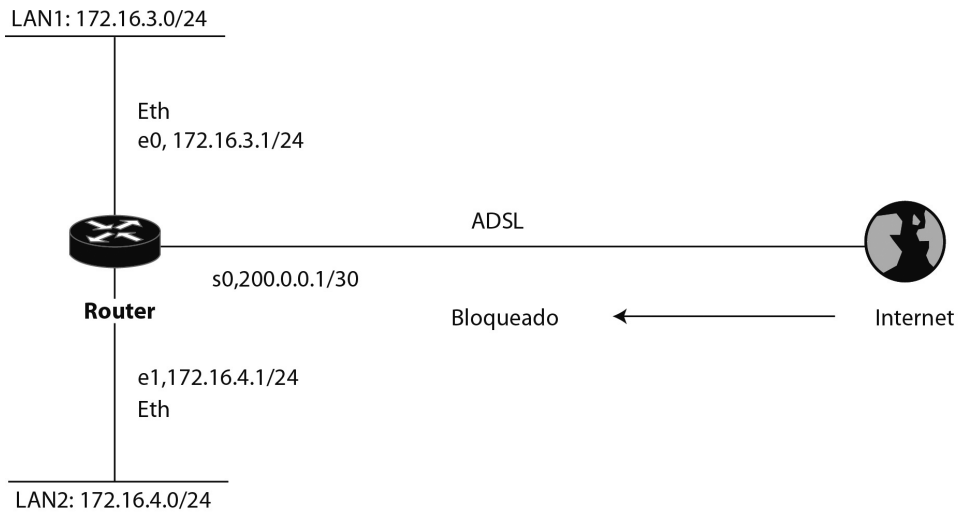 LAN1: 172.16.3.0/24
Eth
e0, 172.16.3.1/24
ADSL
s0,200.0.0.1/30
Router
Bloqueado
Internet
e1,172.16.4.1/24
Eth
LAN2: 172.16.4.0/24